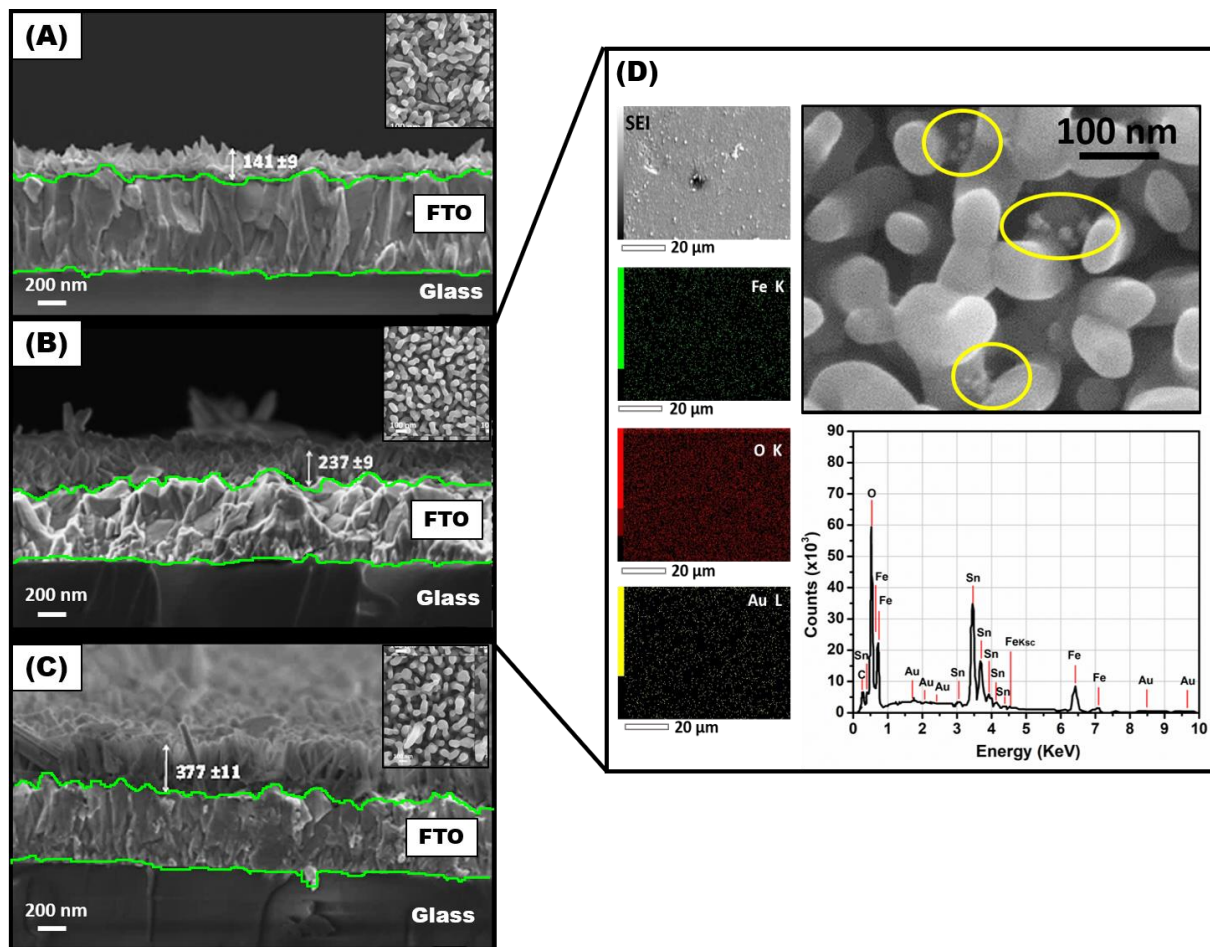 (A)
141 ±9
FTO
200 nm
Glass
(B)
100 nm
10
237 ±9
FTO
200 nm
Glass
(C)
377 ±11
FTO
200 nm
Glass
(D)
SEI
20 µm
Fe K
20 µm
O K
20 µm
Au L
20 µm
100 nm
90
80
70
60
50
40
30
20
10
0
Counts (x10³)
O
Fe
Fe
Sn
C
Au
Au
Au
Sn
Sn
Sn
Sn
Sn
Sn
FeKsc
Fe
Fe
Au
Au
0 1 2 3 4 5 6 7 8 9 10
Energy (KeV)